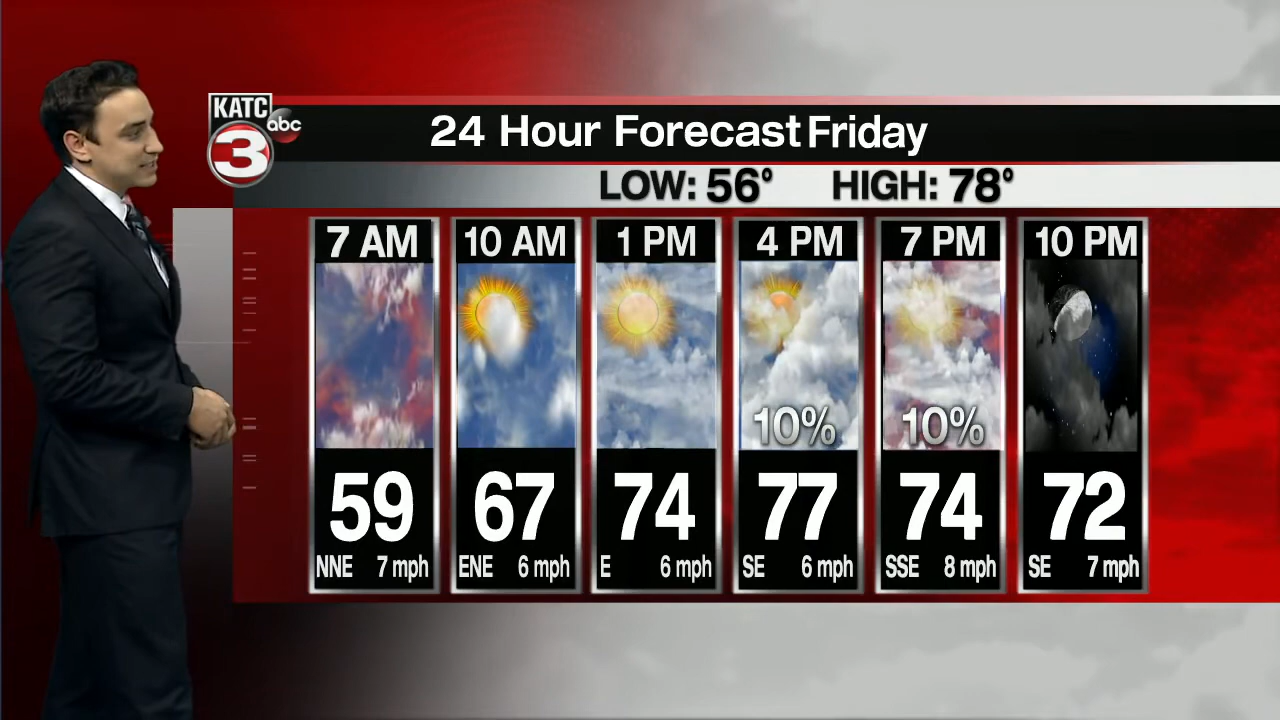 KATC
abc
3
24 Hour Forecast Friday
LOW: 56° HIGH: 78°
7 AM 10 AM 1 PM 4 PM 7 PM 10 PM
10% 10%
59 67 74 77 74 72
NNE 7 mph ENE 6 mph E 6 mph SE 6 mph SSE 8 mph SE 7 mph